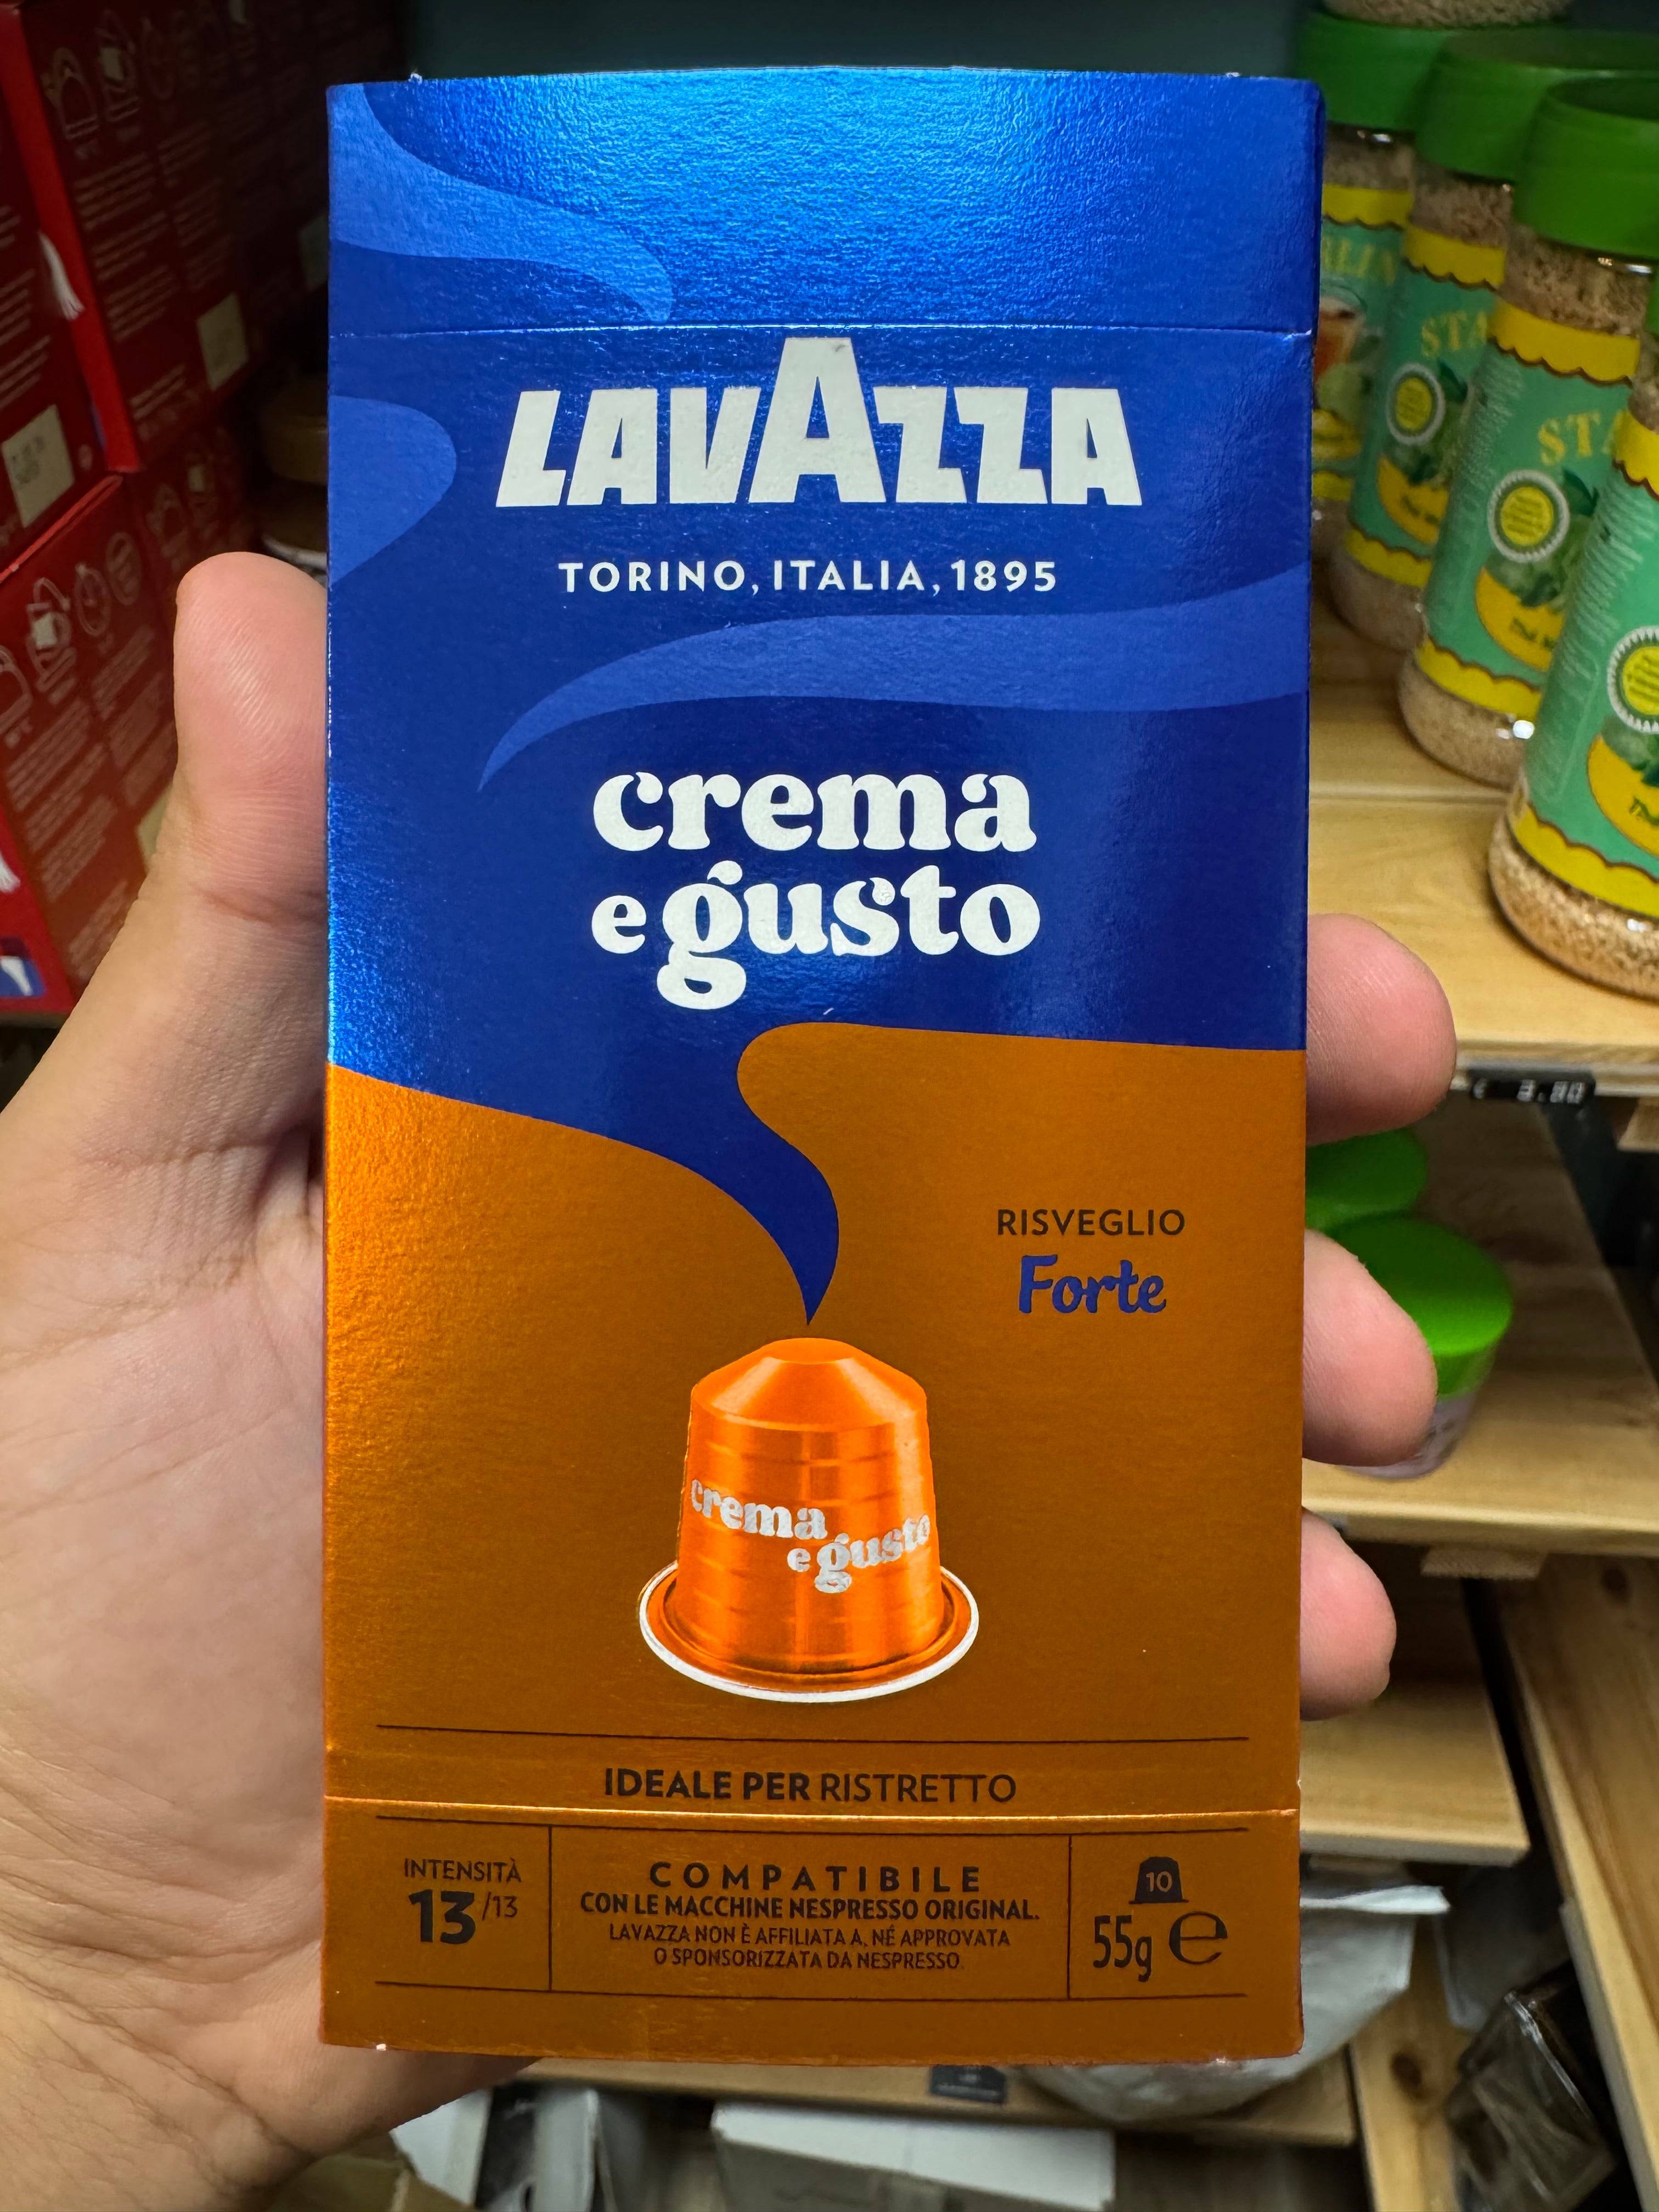 LAVAZZA
TORINO, ITALIA, 1895
crema
e gusto
RISVEGLIO
Forte
crema
e gusto
IDEALE PER RISTRETTO
INTENSITÀ
13/13
COMPATIBILE
CON LE MACCHINE NESPRESSO ORIGINAL.
LAVAZZA NON È AFFILIATA A, NÉ APPROVATA
O SPONSORIZZATA DA NESPRESSO.
10
55g ℮